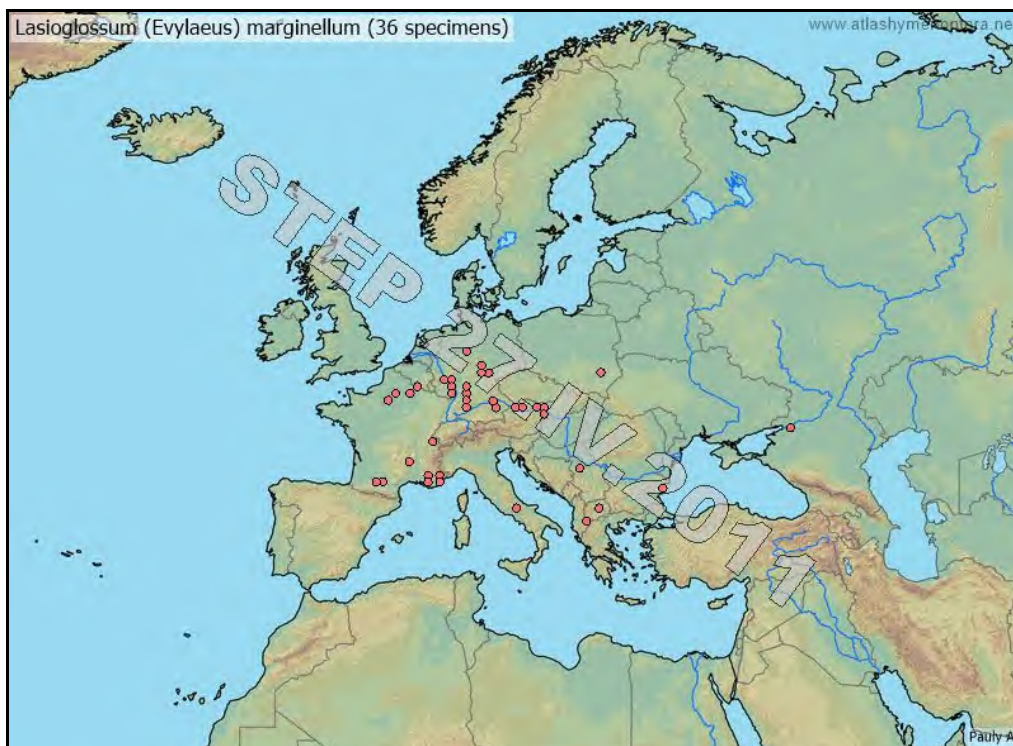 Lasioglossum (Evylaeus) marginellum (36 specimens)
www.atlashymenoptera.ne
STEP 27.IV.2011
Pauly A